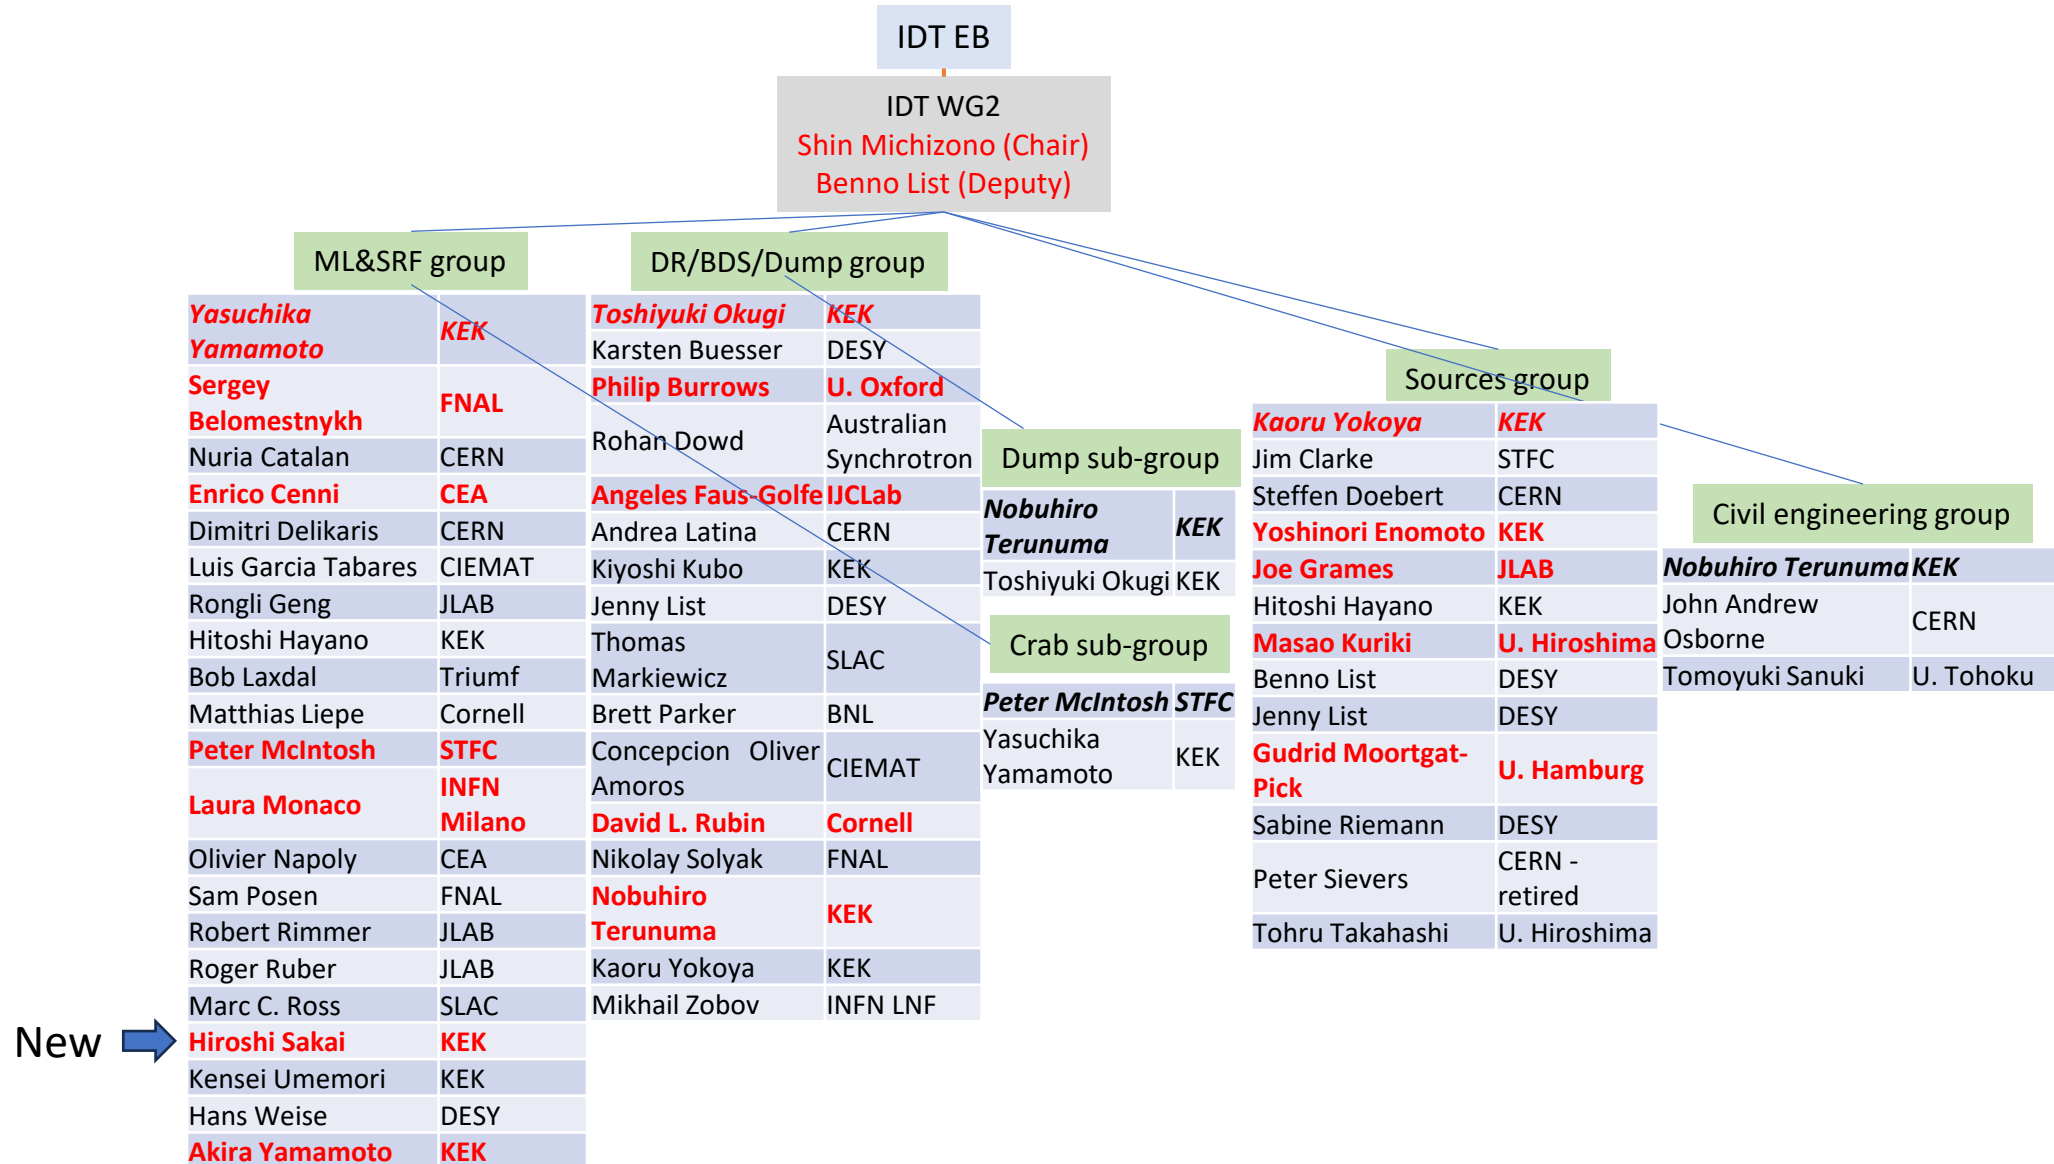 IDT EB
IDT WG2
Shin Michizono (Chair)
Benno List (Deputy)
ML&SRF group
Yasuchika
Yamamoto
KEK
Sergey
Belomestnykh
FNAL
Nuria Catalan CERN
Enrico Cenni CEA
Dimitri Delikaris CERN
Luis Garcia Tabares CIEMAT
Rongli Geng JLAB
Hitoshi Hayano KEK
Bob Laxdal Triumf
Matthias Liepe Cornell
Peter McIntosh STFC
Laura Monaco
INFN
Milano
Olivier Napoly CEA
Sam Posen FNAL
Robert Rimmer JLAB
Roger Ruber JLAB
Marc C. Ross SLAC
New
Hiroshi Sakai KEK
Kensei Umemori KEK
Hans Weise DESY
Akira Yamamoto KEK
DR/BDS/Dump group
Toshiyuki Okugi KEK
Karsten Buesser DESY
Philip Burrows U. Oxford
Rohan Dowd
Australian
Synchrotron
Angeles Faus-Golfe IJCLab
Andrea Latina CERN
Kiyoshi Kubo KEK
Jenny List DESY
Thomas
Markiewicz
SLAC
Brett Parker BNL
Concepcion Oliver
Amoros
CIEMAT
David L. Rubin Cornell
Nikolay Solyak FNAL
Nobuhiro
Terunuma
KEK
Kaoru Yokoya KEK
Mikhail Zobov INFN LNF
Dump sub-group
Nobuhiro
Terunuma
KEK
Toshiyuki Okugi KEK
Crab sub-group
Peter McIntosh STFC
Yasuchika
Yamamoto
KEK
Sources group
Kaoru Yokoya KEK
Jim Clarke STFC
Steffen Doebert CERN
Yoshinori Enomoto KEK
Joe Grames JLAB
Hitoshi Hayano KEK
Masao Kuriki U. Hiroshima
Benno List DESY
Jenny List DESY
Gudrid Moortgat-
Pick
U. Hamburg
Sabine Riemann DESY
Peter Sievers
CERN -
retired
Tohru Takahashi U. Hiroshima
Civil engineering group
Nobuhiro Terunuma KEK
John Andrew
Osborne
CERN
Tomoyuki Sanuki U. Tohoku